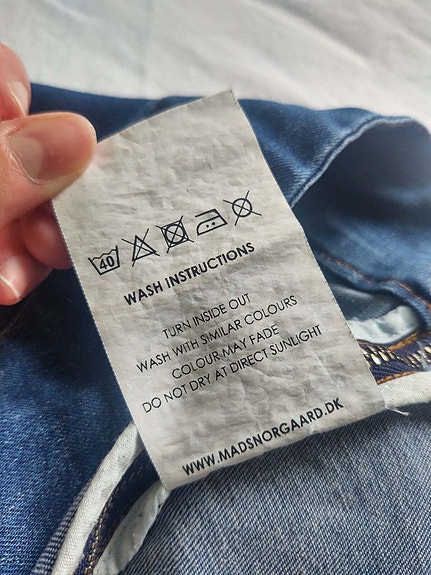 40
WASH INSTRUCTIONS
TURN INSIDE OUT
WASH WITH SIMILAR COLOURS
COLOUR MAY FADE
DO NOT DRY AT DIRECT SUNLIGHT
WWW.MADSNORGAARD.DK